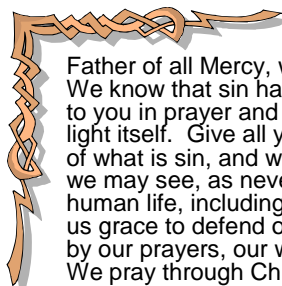 Father of all Mercy,
We know that sin ha
to you in prayer and
light itself.  Give all y
of what is sin, and w
we may see, as neve
human life, including
us grace to defend o
by our prayers, our w
We pray through Ch